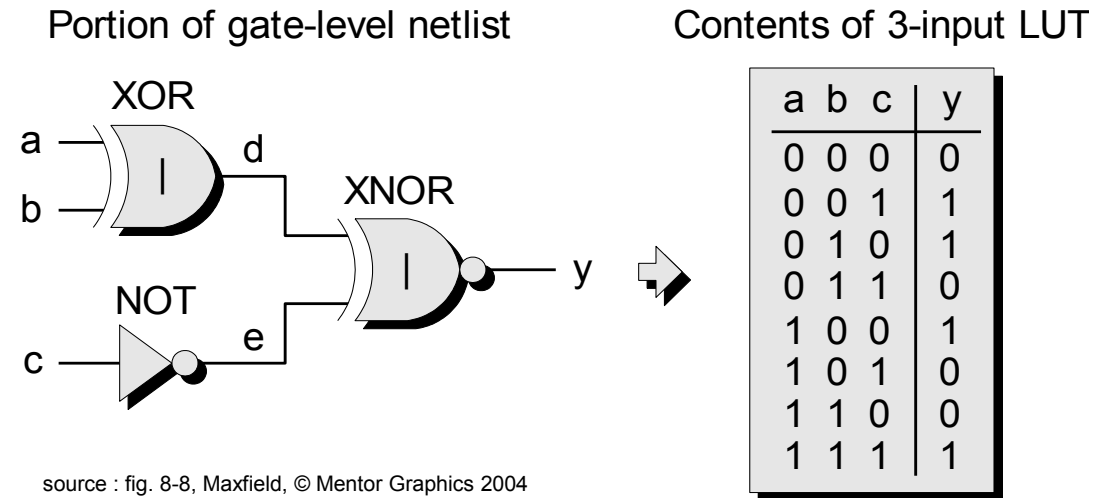 Portion of gate-level netlist
Contents of 3-input LUT
XOR
a
b
d
XNOR
y
NOT
c
e
a b c y
0 0 0 0
0 0 1 1
0 1 0 1
0 1 1 0
1 0 0 1
1 0 1 0
1 1 0 0
1 1 1 1
source : fig. 8-8, Maxfield, © Mentor Graphics 2004